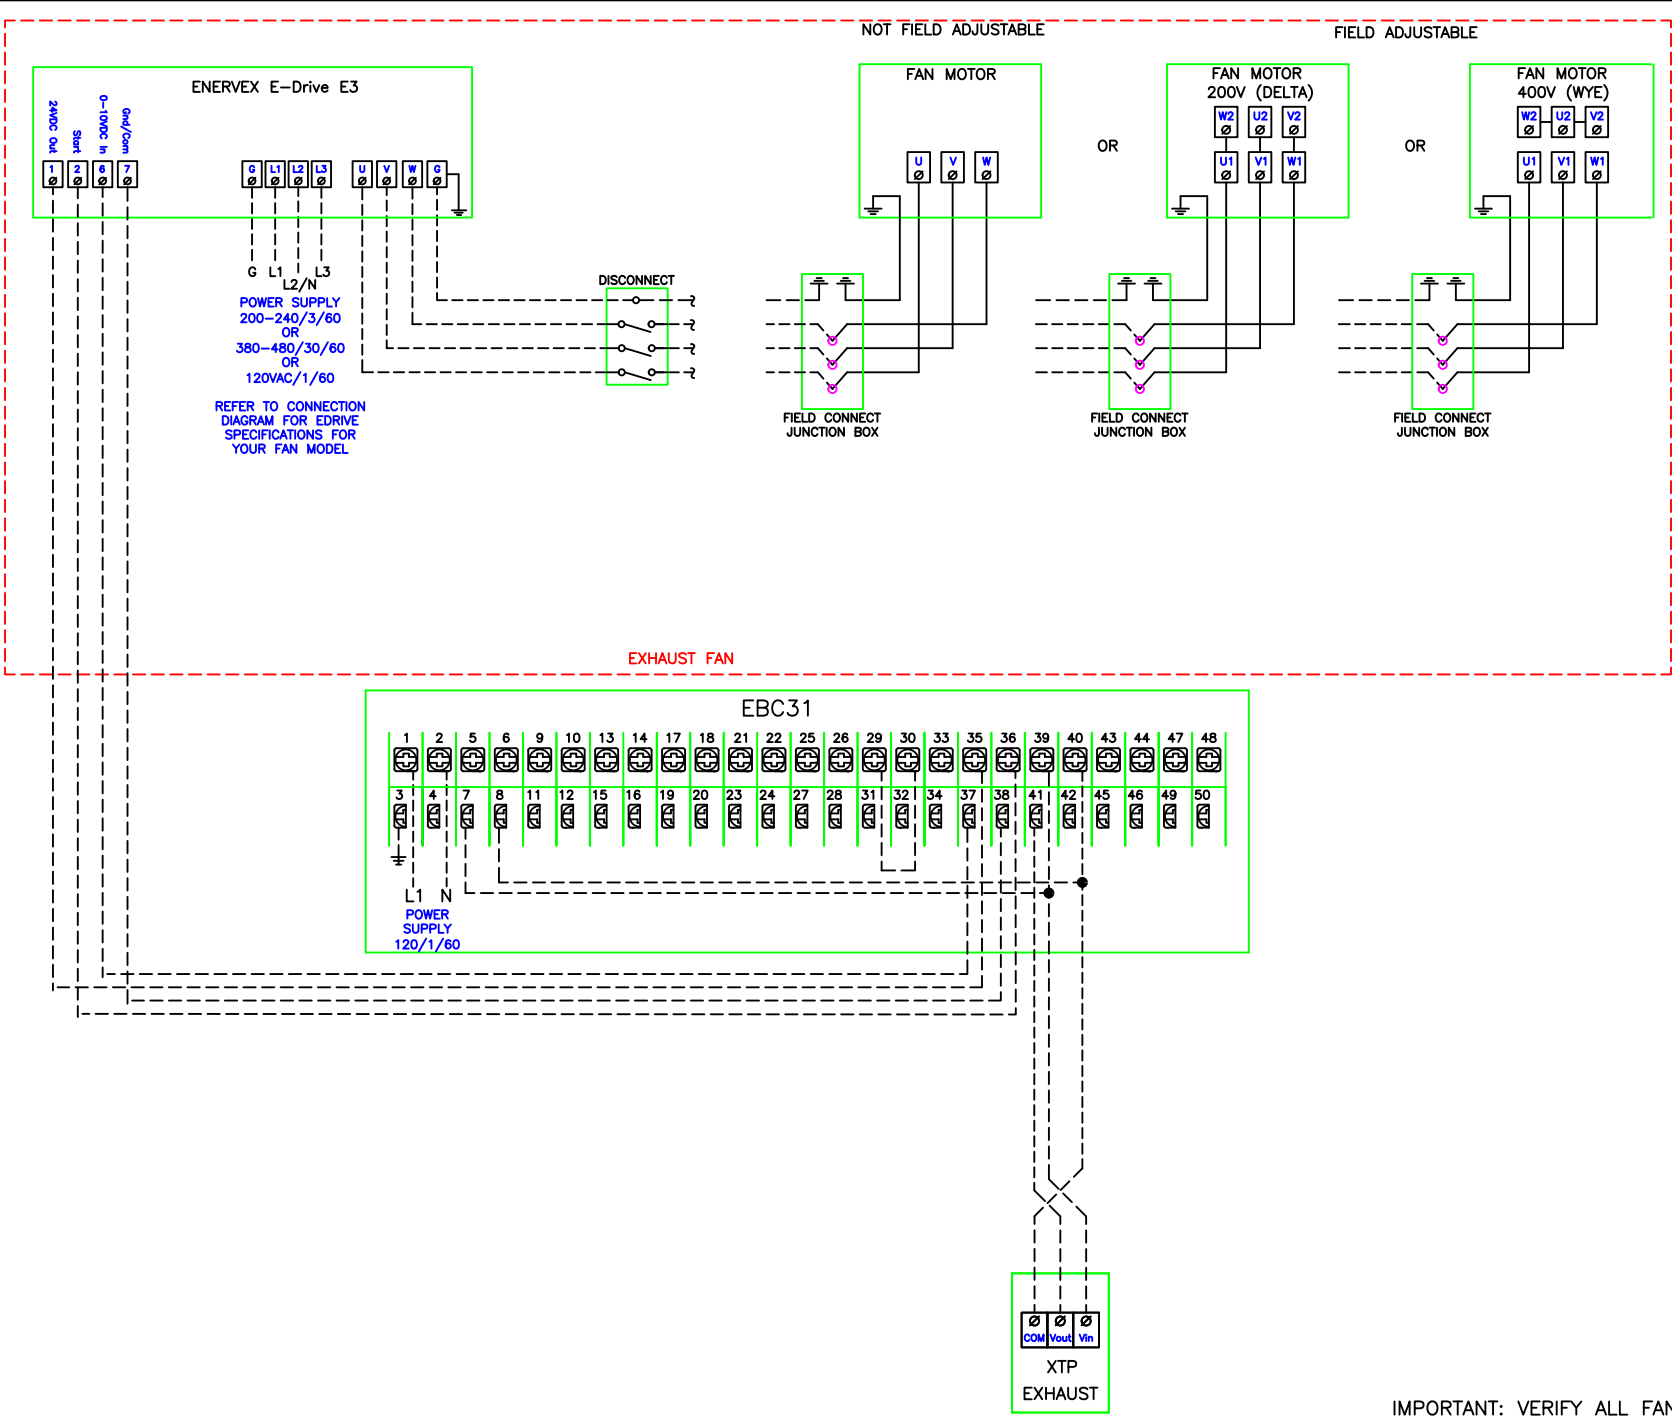 NOT FIELD ADJUSTABLE
FIELD ADJUSTABLE
ENERVEX E-Drive E3
24VDC Out
Start
0-10VDC In
Gnd/Com
1 2 6 7
G L1 L2 L3
U V W G
G L1 L3
L2/N
POWER SUPPLY
200-240/3/60
OR
380-480/30/60
OR
120VAC/1/60
REFER TO CONNECTION
DIAGRAM FOR EDRIVE
SPECIFICATIONS FOR
YOUR FAN MODEL
DISCONNECT
FAN MOTOR
U V W
FIELD CONNECT
JUNCTION BOX
OR
FAN MOTOR
200V (DELTA)
W2 U2 V2
U1 V1 W1
FIELD CONNECT
JUNCTION BOX
OR
FAN MOTOR
400V (WYE)
W2 U2 V2
U1 V1 W1
FIELD CONNECT
JUNCTION BOX
EXHAUST FAN
EBC31
1 2 5 6 9 10 13 14 17 18 21 22 25 26 29 30 33 35 36 39 40 43 44 47 48
3 4 7 8 11 12 15 16 19 20 23 24 27 28 31 32 34 37 38 41 42 45 46 49 50
L1 N
POWER
SUPPLY
120/1/60
COM Vout Vin
XTP
EXHAUST
IMPORTANT: VERIFY ALL FAN